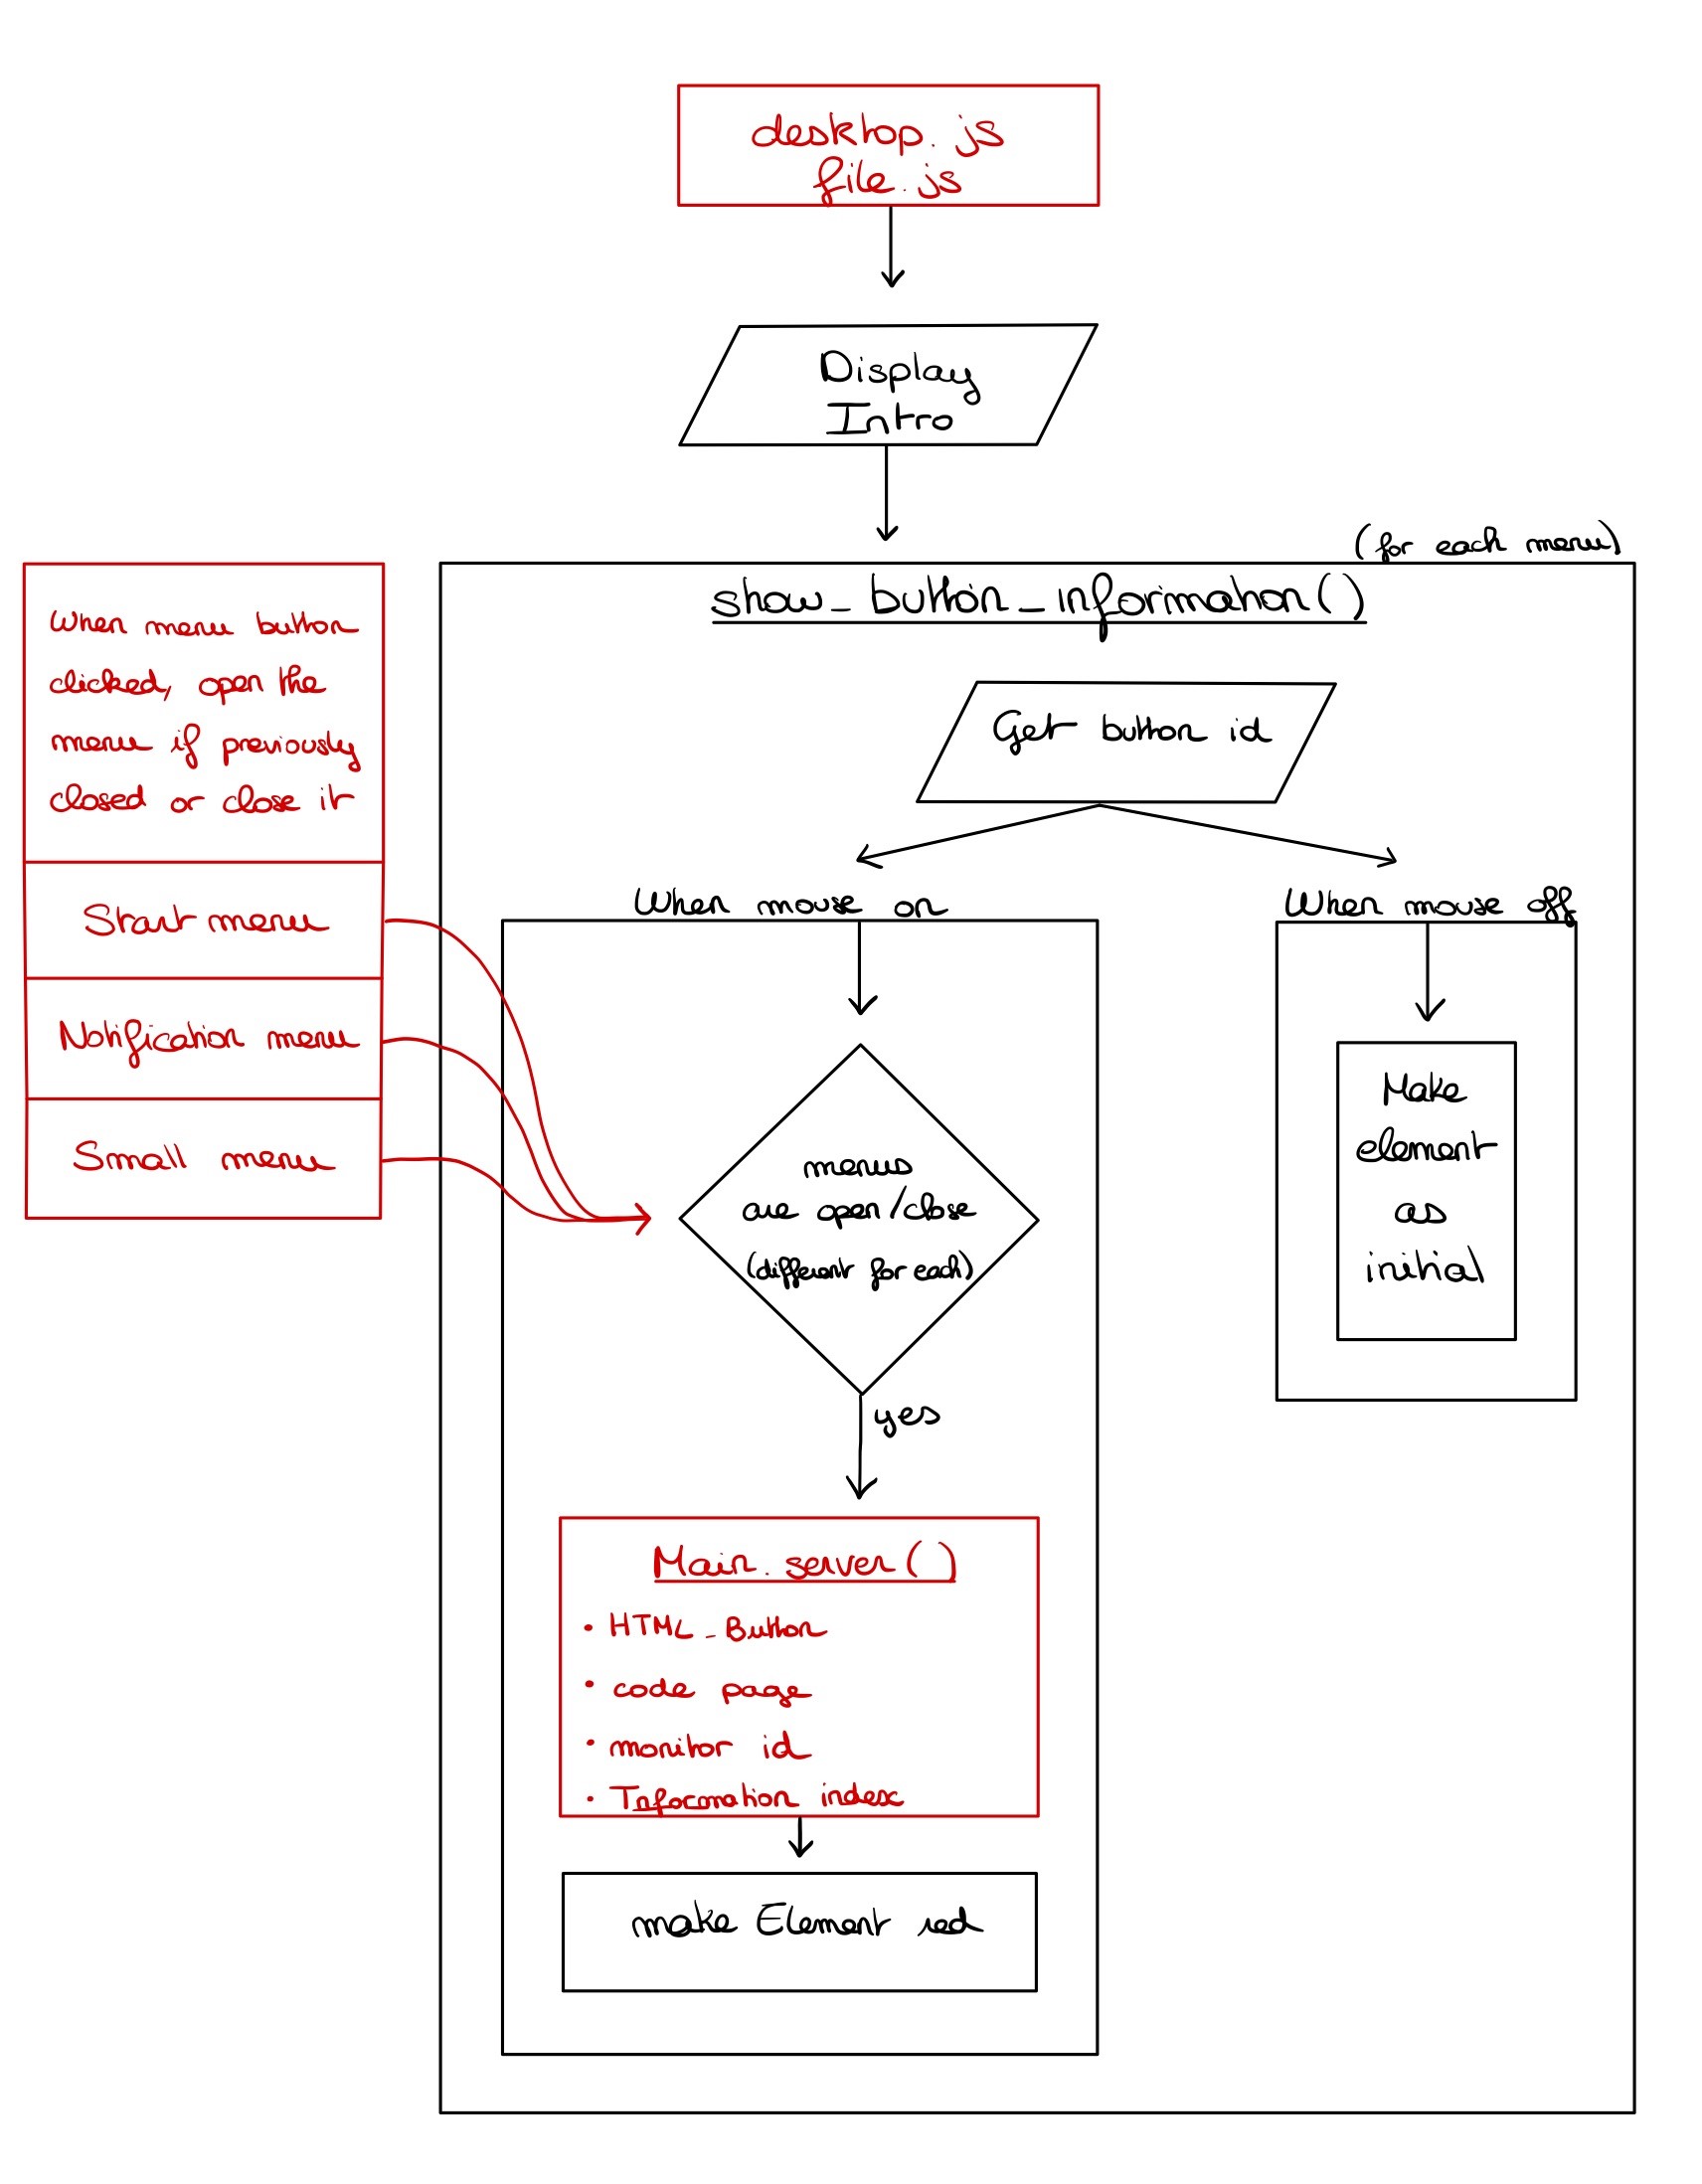 desktop.js
file.js
Display
Intro
(for each menu)
show_button_information()
When menu button
clicked, open the
menu if previously
closed or close it
Start menu
Notification menu
Small menu
Get button id
When mouse on
When mouse off
menus
are open/close
(different for each)
yes
Make
element
as
initial
Main.server()
• HTML_Button
• code page
• monitor id
• Information index
make Element red